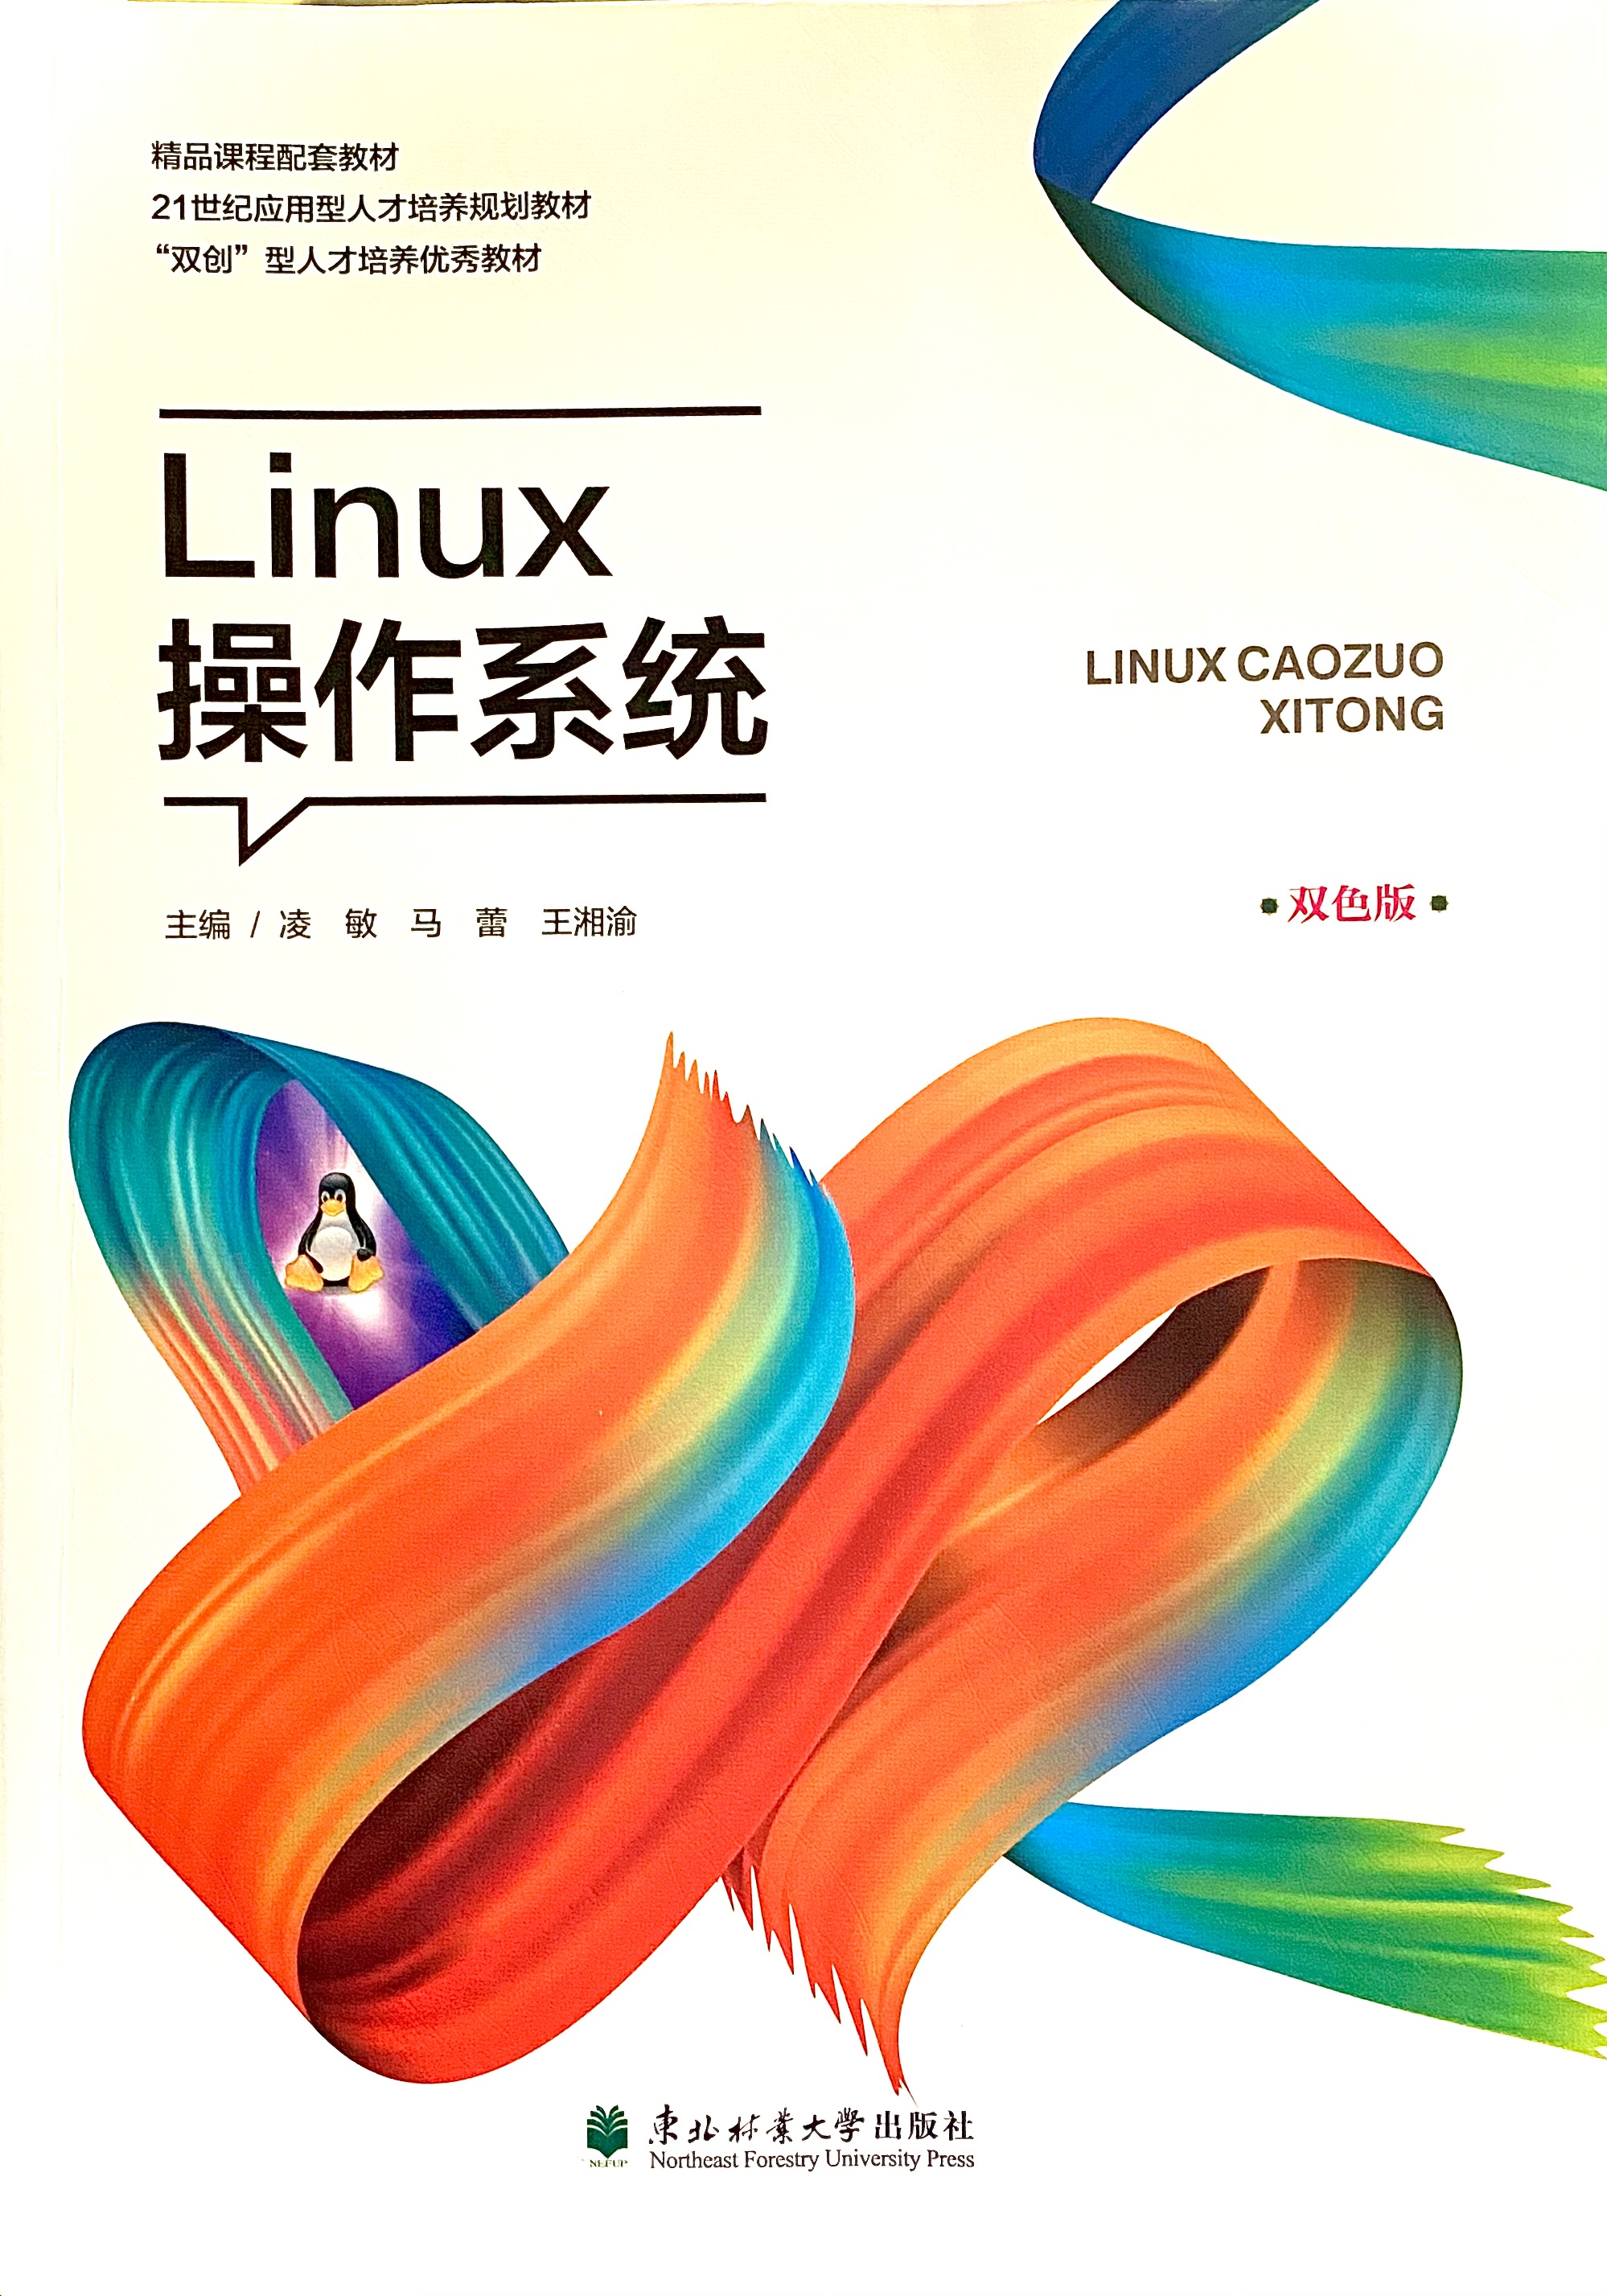 精品课程配套教材
21世纪应用型人才培养规划教材
“双创”型人才培养优秀教材
Linux
操作系统
LINUX CAOZUO
XITONG
主编 / 凌 敏 马 蕾 王湘渝
双色版
NEFUP
東北林業大學出版社
Northeast Forestry University Press